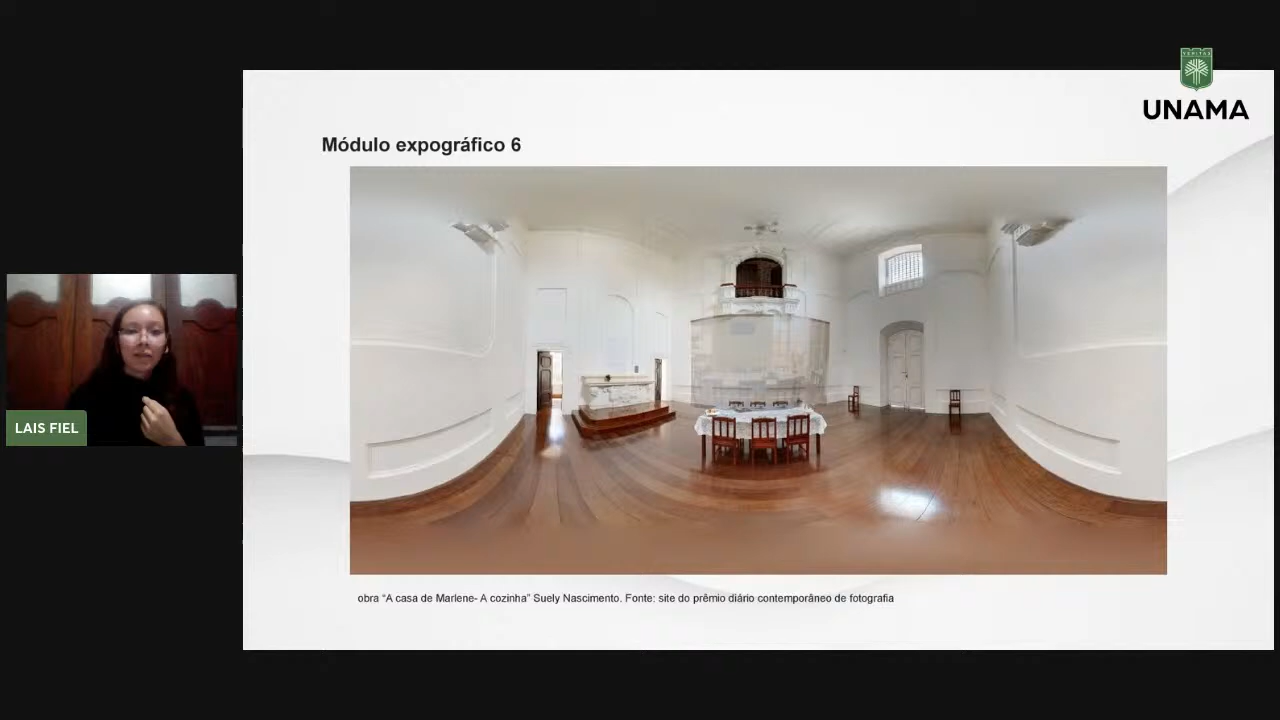 VERITAS
UNAMA
Módulo expográfico 6
LAIS FIEL
obra “A casa de Marlene- A cozinha” Suely Nascimento. Fonte: site do prêmio diário contemporâneo de fotografia